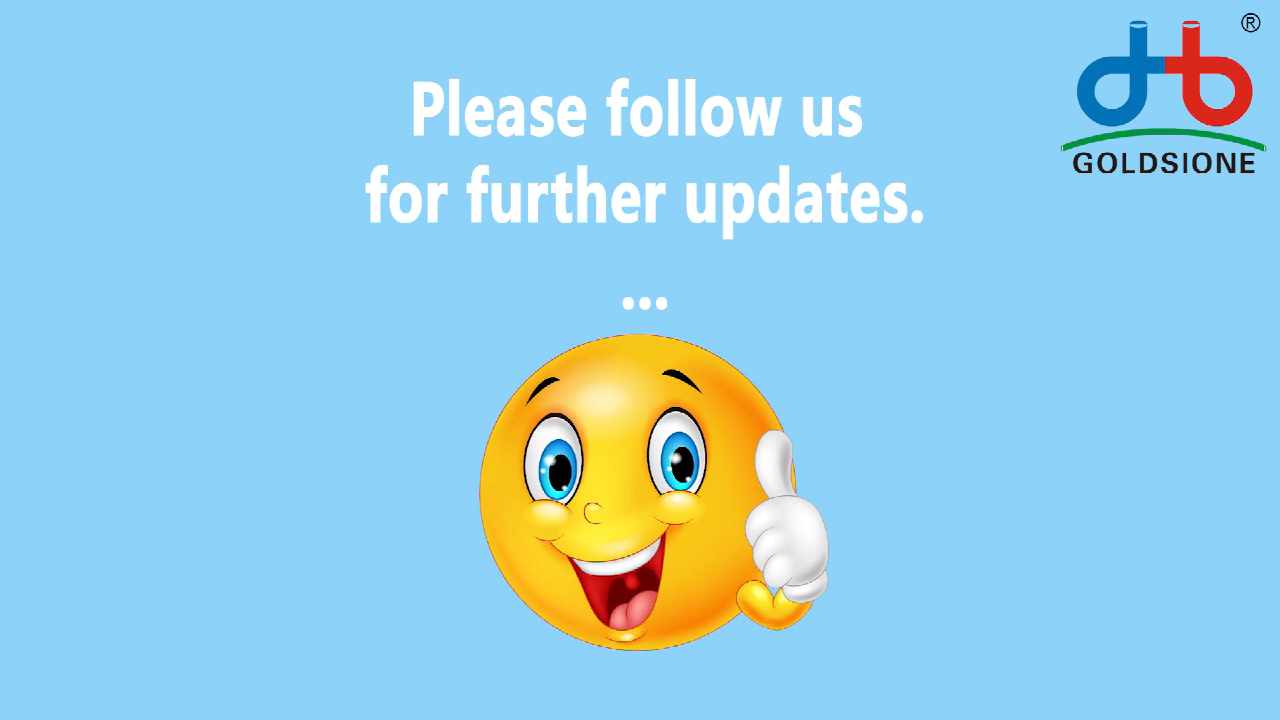 Please follow us
for further updates.
...
®
GOLDSIONE